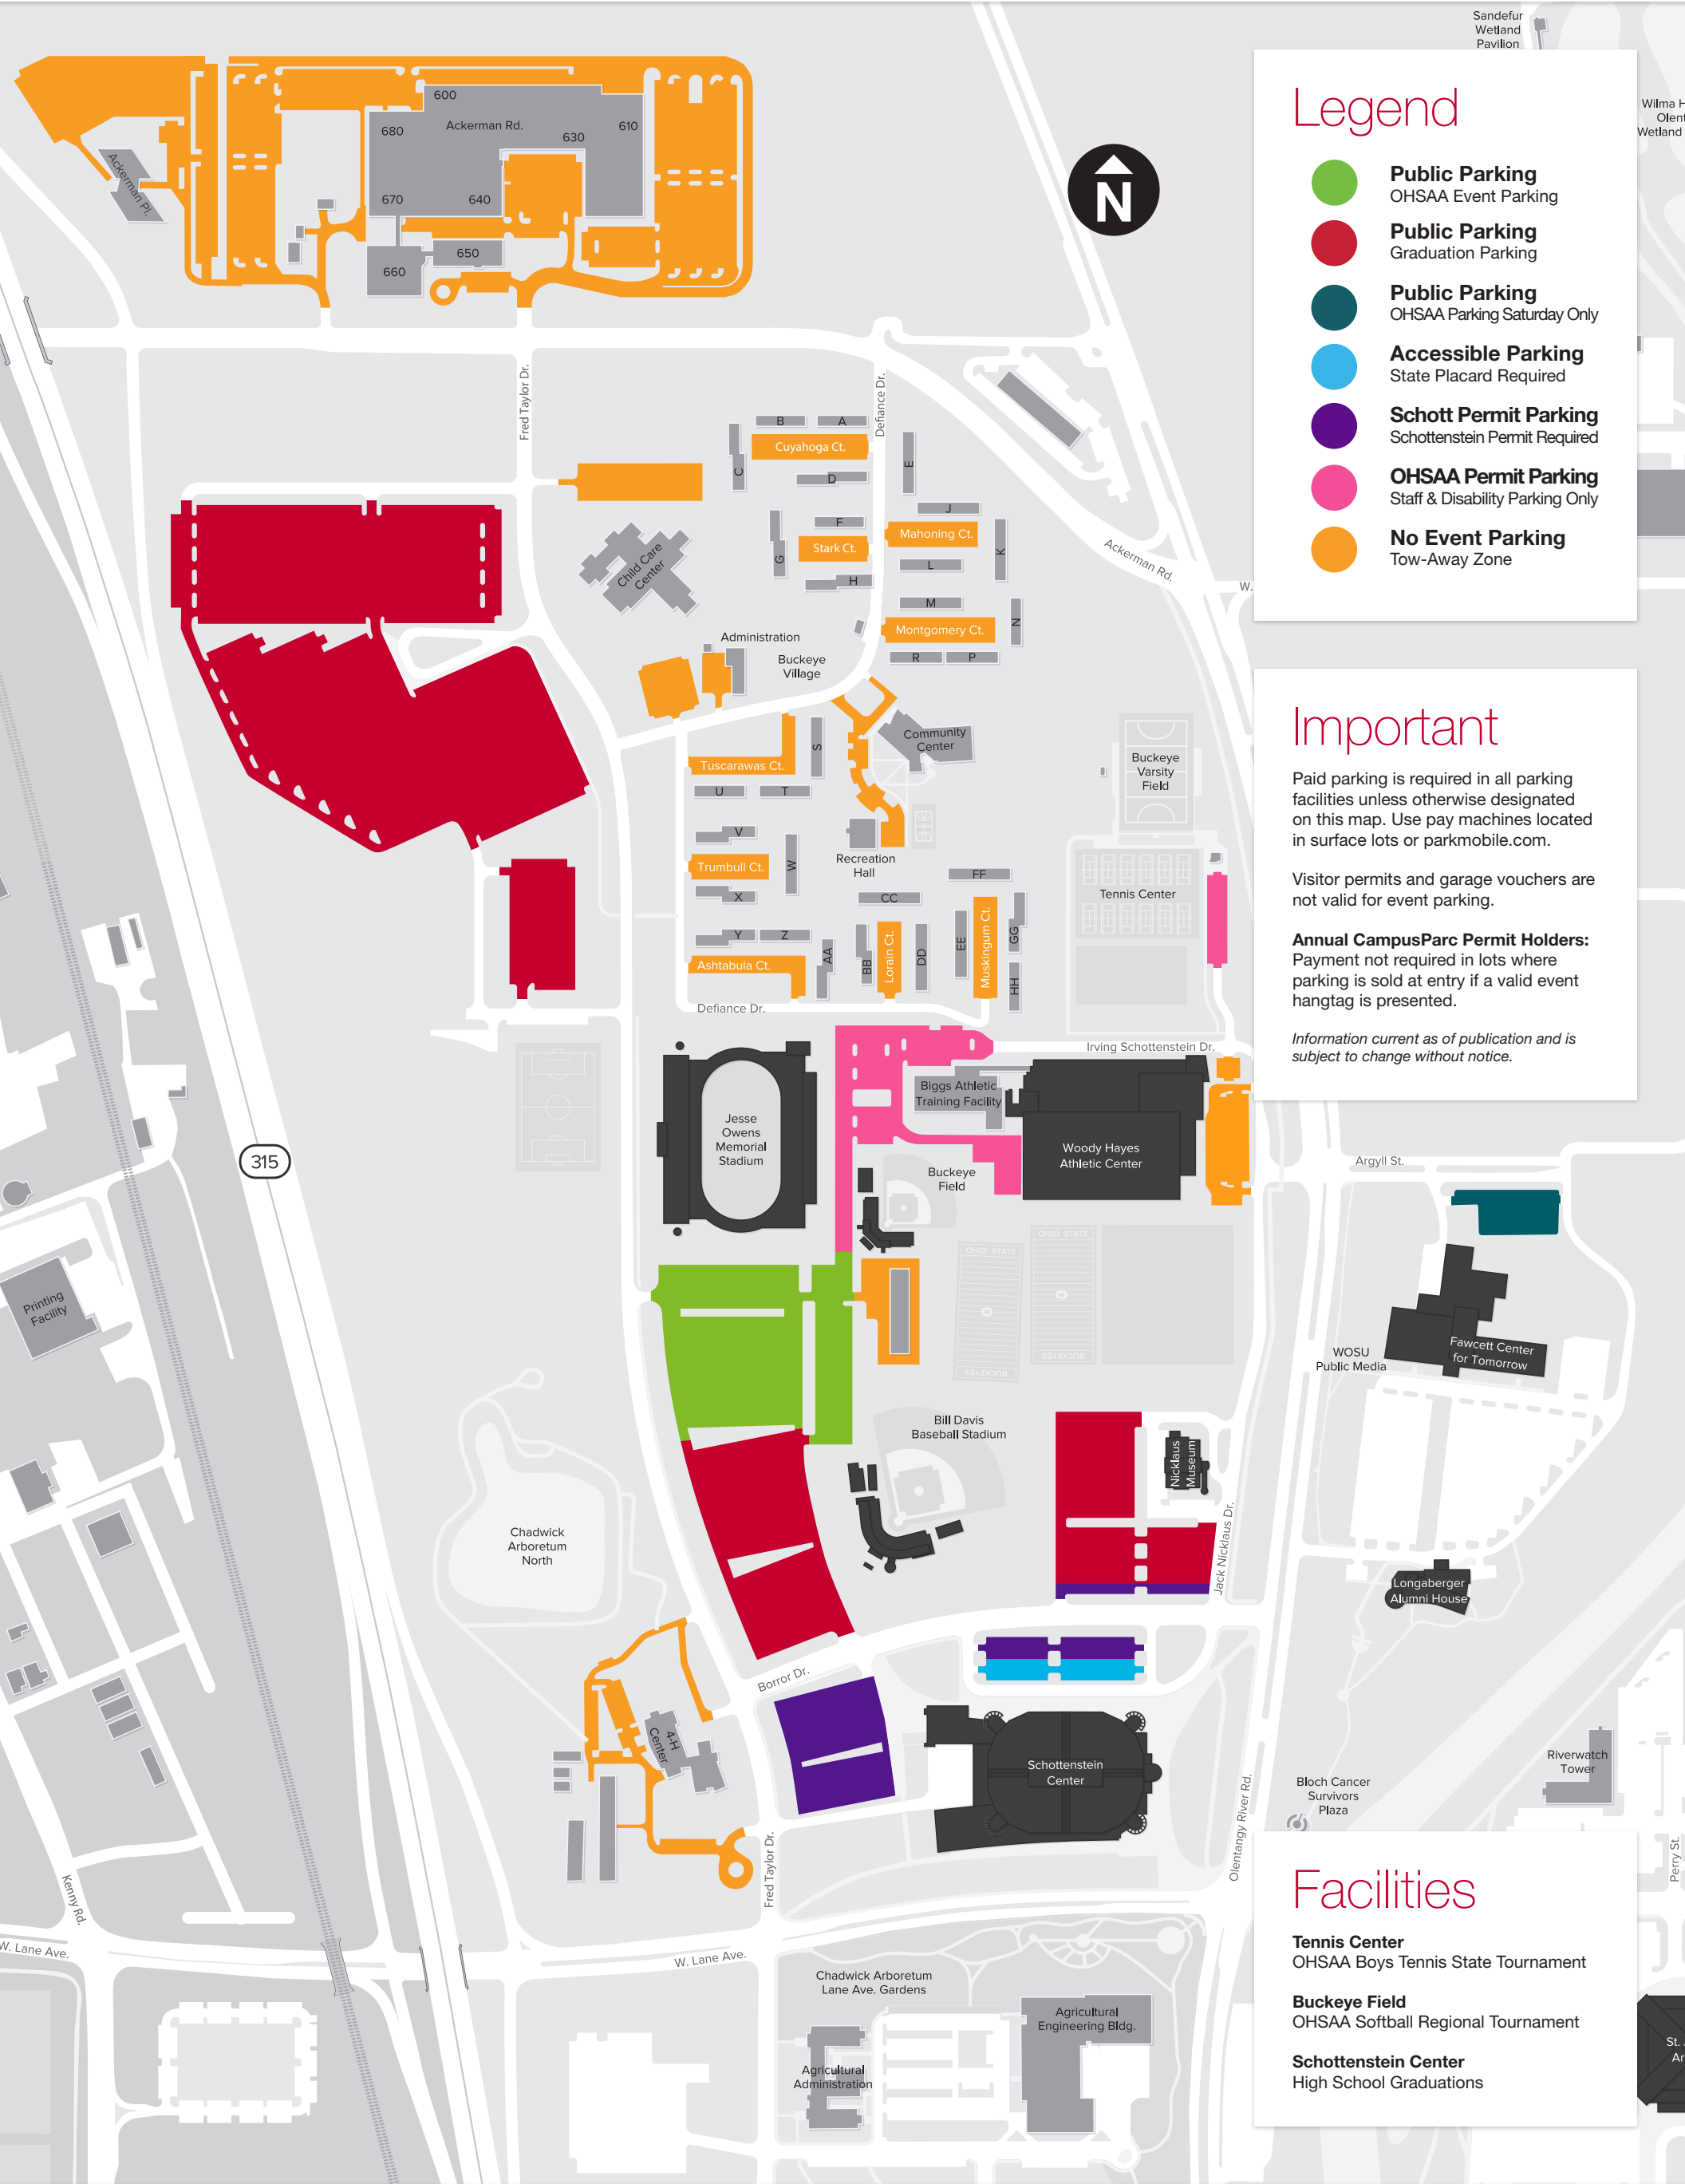 Sandefur
Wetland
Pavilion
Wilma H
Olent
Wetland
Legend
Public Parking
OHSAA Event Parking
Public Parking
Graduation Parking
Public Parking
OHSAA Parking Saturday Only
Accessible Parking
State Placard Required
Schott Permit Parking
Schottenstein Permit Required
OHSAA Permit Parking
Staff & Disability Parking Only
No Event Parking
Tow-Away Zone
N
600
680
Ackerman Rd.
630
610
670
640
650
660
Ackerman Pl.
Fred Taylor Dr.
Defiance Dr.
B
A
Cuyahoga Ct.
C
D
E
J
F
Mahoning Ct.
G
Stark Ct.
K
L
H
Child Care
Center
M
N
Montgomery Ct.
R
P
Ackerman Rd.
W.
Administration
Buckeye
Village
Community
Center
S
Tuscarawas Ct.
U
T
V
W
Trumbull Ct.
X
Recreation
Hall
FF
CC
Y
Z
AA
BB
Lorain Ct.
DD
EE
Muskingum Ct.
GG
HH
Ashtabula Ct.
Defiance Dr.
Buckeye
Varsity
Field
Tennis Center
Irving Schottenstein Dr.
Important
Paid parking is required in all parking
facilities unless otherwise designated
on this map. Use pay machines located
in surface lots or parkmobile.com.
Visitor permits and garage vouchers are
not valid for event parking.
Annual CampusParc Permit Holders:
Payment not required in lots where
parking is sold at entry if a valid event
hangtag is presented.
Information current as of publication and is
subject to change without notice.
Biggs Athletic
Training Facility
Jesse
Owens
Memorial
Stadium
Woody Hayes
Athletic Center
Buckeye
Field
315
Argyll St.
OHIO STATE
OHIO STATE
BUCKEYES
BUCKEYES
Printing
Facility
WOSU
Public Media
Fawcett Center
for Tomorrow
Bill Davis
Baseball Stadium
Nicklaus
Museum
Jack Nicklaus Dr.
Chadwick
Arboretum
North
Longaberger
Alumni House
Borror Dr.
4-H
Center
Schottenstein
Center
Riverwatch
Tower
Bloch Cancer
Survivors
Plaza
Olentangy River Rd.
Fred Taylor Dr.
Perry St.
Kenny Rd.
W. Lane Ave.
W. Lane Ave.
Facilities
Tennis Center
OHSAA Boys Tennis State Tournament
Buckeye Field
OHSAA Softball Regional Tournament
Schottenstein Center
High School Graduations
Chadwick Arboretum
Lane Ave. Gardens
Agricultural
Engineering Bldg.
Agricultural
Administration
St.
Ar